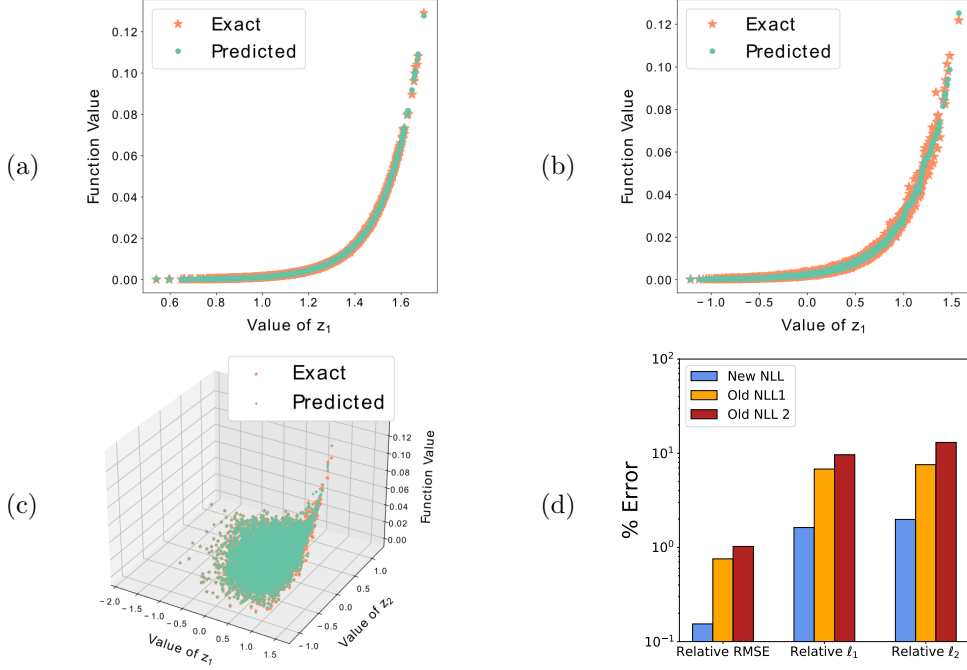 (a)
Exact
Predicted
Function Value
0.12
0.10
0.08
0.06
0.04
0.02
0.00
0.6 0.8 1.0 1.2 1.4 1.6
Value of z₁
(b)
Exact
Predicted
Function Value
0.12
0.10
0.08
0.06
0.04
0.02
0.00
−1.0 −0.5 0.0 0.5 1.0 1.5
Value of z₁
(c)
Exact
Predicted
0.12
0.10
0.08
0.06
0.04
0.02
0.00
Function Value
−2.0 −1.5 −1.0 −0.5 0.0 0.5 1.0 1.5
Value of z₁
−1.0 −0.5 0.0 0.5 1.0
Value of z₂
(d)
New NLL
Old NLL1
Old NLL 2
% Error
10²
10¹
10⁰
10⁻¹
Relative RMSE Relative ℓ₁ Relative ℓ₂